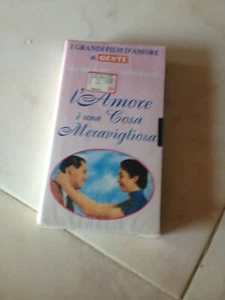 I GRANDI FILM D'AMORE
di GENTE
l'Amore
è una Cosa
Meravigliosa